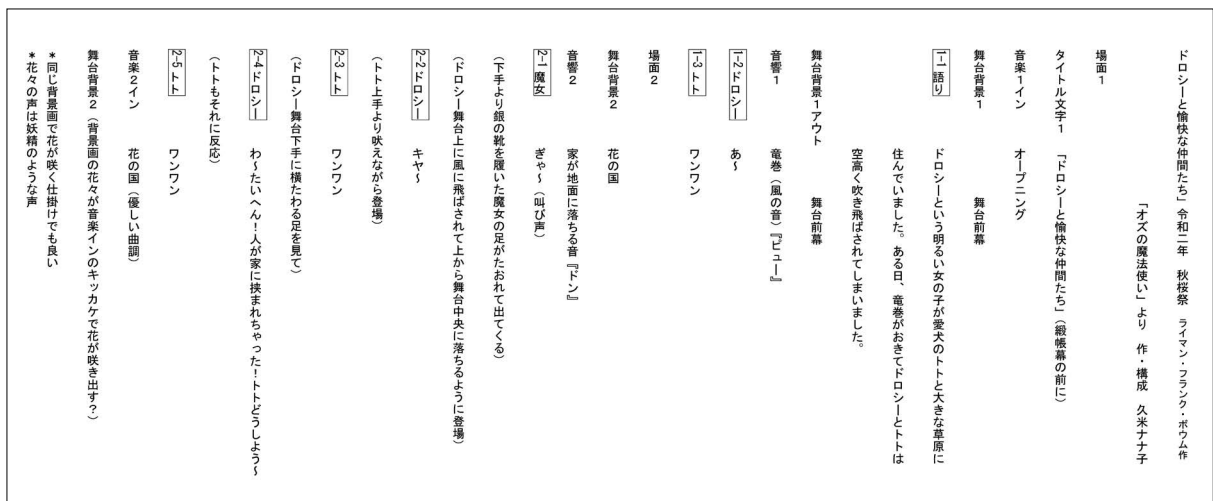 ドロシーと愉快な仲間たち」令和二年　秋桜祭　ライマン・フランク・ボウム作
「オズの魔法使い」より　作・構成　久米ナナ子
場面1
タイトル文字1　「ドロシーと愉快な仲間たち」（緞帳幕の前に）
音楽1イン　オープニング
舞台背景1　舞台前幕
1-1語り　ドロシーという明るい女の子が愛犬のトトと大きな草原に
住んでいました。ある日、竜巻がおきてドロシーとトトは
空高く吹き飛ばされてしまいました。
舞台背景1アウト　舞台前幕
音響1　竜巻（風の音）『ビュー』
1-2ドロシー　あ～
1-3トト　ワンワン
場面2
舞台背景2　花の国
音響2　家が地面に落ちる音『ドン』
2-1魔女　ぎゃ～（叫び声）
（下手より銀の靴を履いた魔女の足がたおれて出てくる）
（ドロシー舞台上に風に飛ばされて上から舞台中央に落ちるように登場）
2-2ドロシー　キヤ～
（トト上手より吠えながら登場）
2-3トト　ワンワン
（ドロシー舞台下手に横たわる足を見て）
2-4ドロシー　わ～たいへん！人が家に挟まれちゃった！トトどうしよう～
（トトもそれに反応）
2-5トト　ワンワン
音楽2イン　花の国（優しい曲調）
舞台背景2（背景画の花々が音楽インのキッカケで花が咲き出す？）
＊同じ背景画で花が咲く仕掛けでも良い
＊花々の声は妖精のような声